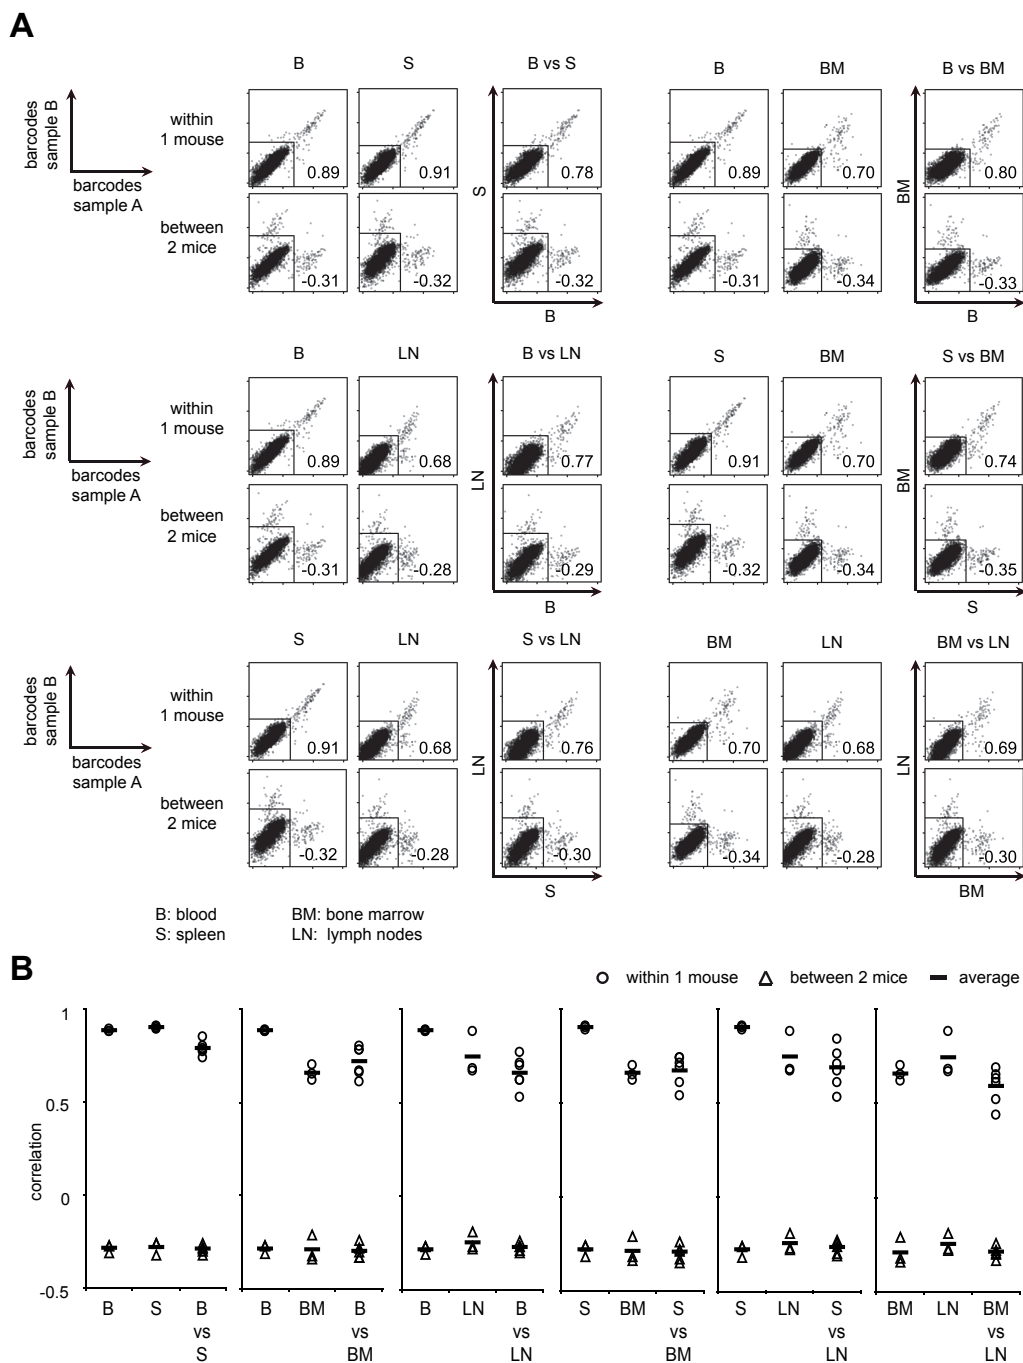 A
B S B vs S B BM B vs BM
barcodes
sample B
within
1 mouse
0.89 0.91 S 0.78 0.89 0.70 BM 0.80
barcodes
sample A
between
2 mice
-0.31 -0.32 -0.32 -0.31 -0.34 -0.33
B B
B LN B vs LN S BM S vs BM
barcodes
sample B
within
1 mouse
0.89 0.68 LN 0.77 0.91 0.70 BM 0.74
barcodes
sample A
between
2 mice
-0.31 -0.28 -0.29 -0.32 -0.34 -0.35
B S
S LN S vs LN BM LN BM vs LN
barcodes
sample B
within
1 mouse
0.91 0.68 LN 0.76 0.70 0.68 LN 0.69
barcodes
sample A
between
2 mice
-0.32 -0.28 -0.30 -0.34 -0.28 -0.30
S BM
B: blood BM: bone marrow
S: spleen LN: lymph nodes
B
within 1 mouse between 2 mice average
correlation
1
0.5
0
-0.5
B S B B BM B B LN B S BM S S LN S BM LN BM
vs vs vs vs vs vs
S BM LN BM LN LN